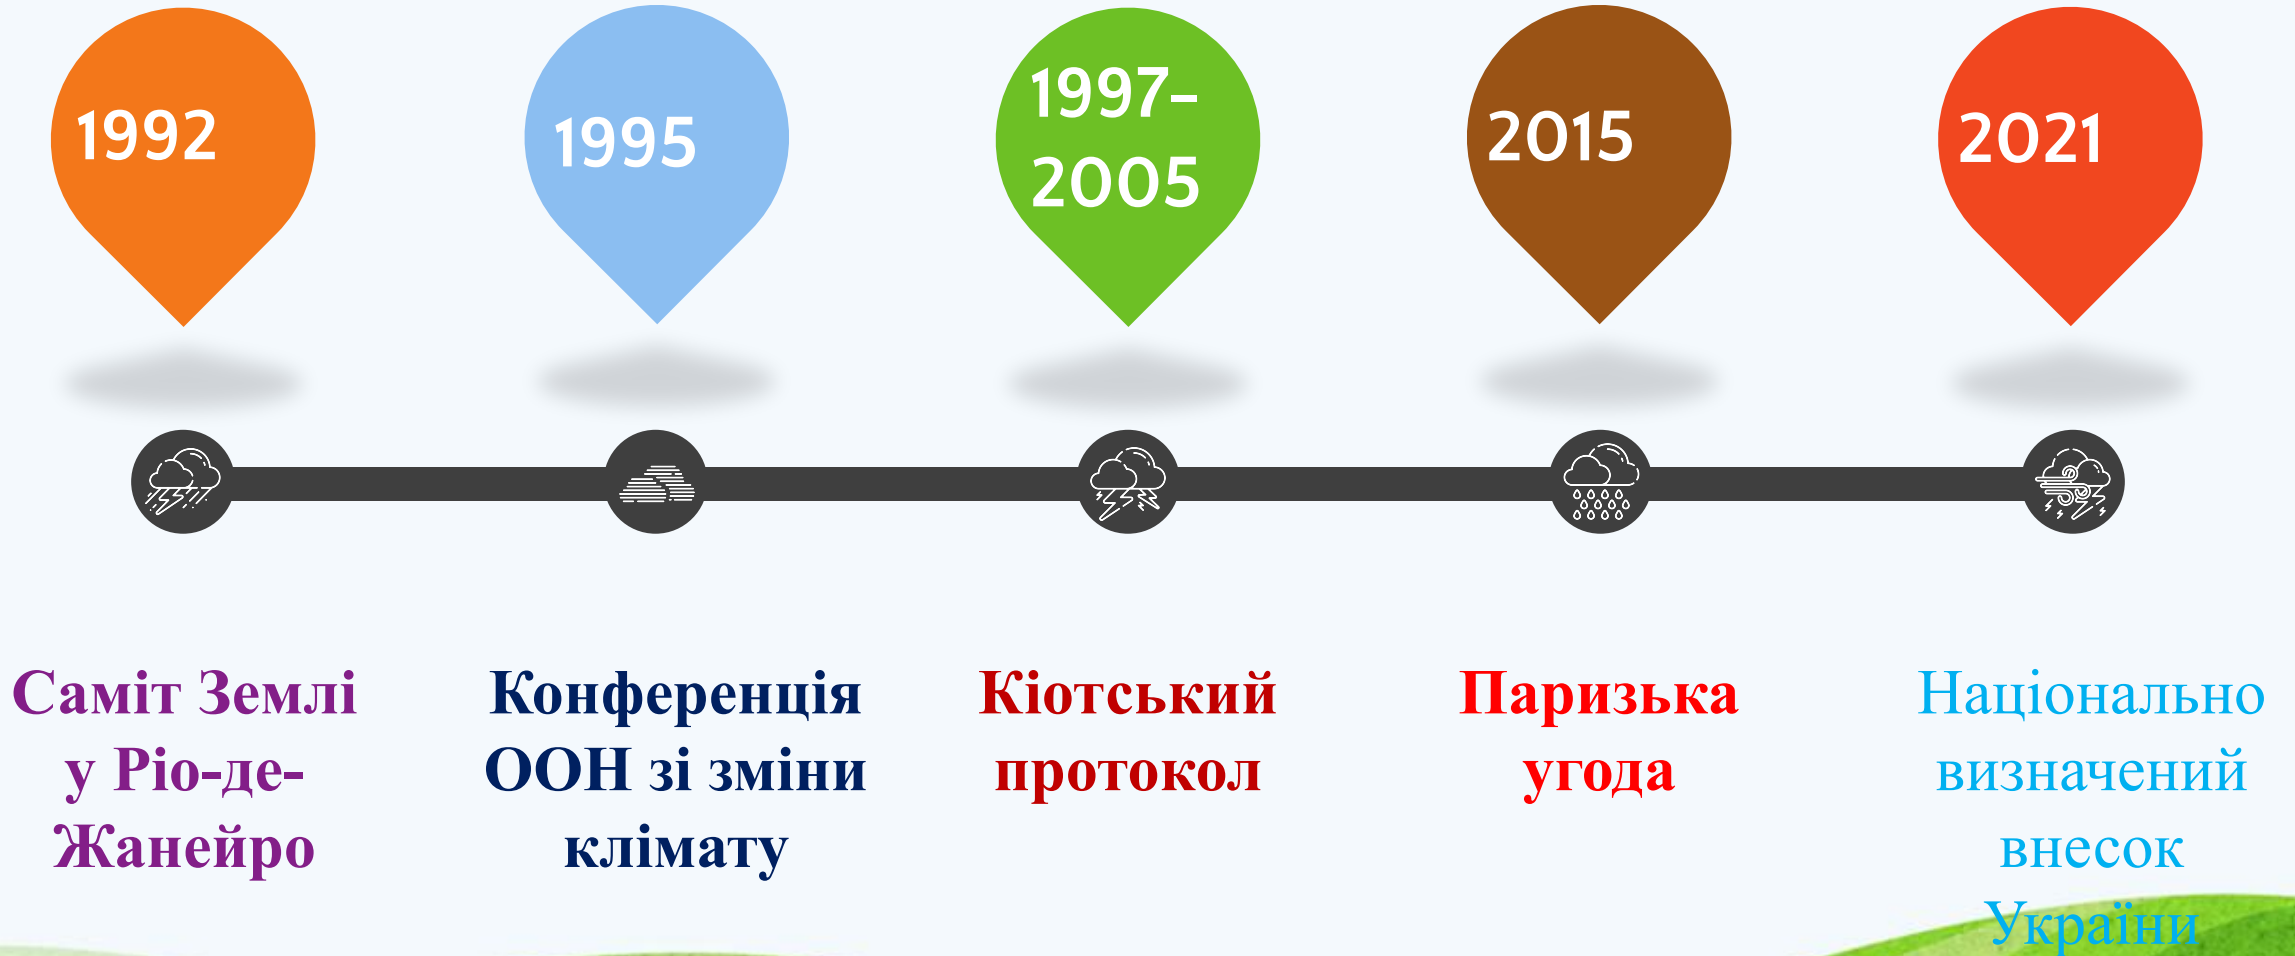 1992
1995
1997-
2005
2015
2021
Саміт Землі
у Ріо-де-
Жанейро
Конференція
ООН зі зміни
клімату
Кіотський
протокол
Паризька
угода
Національно
визначений
внесок
України